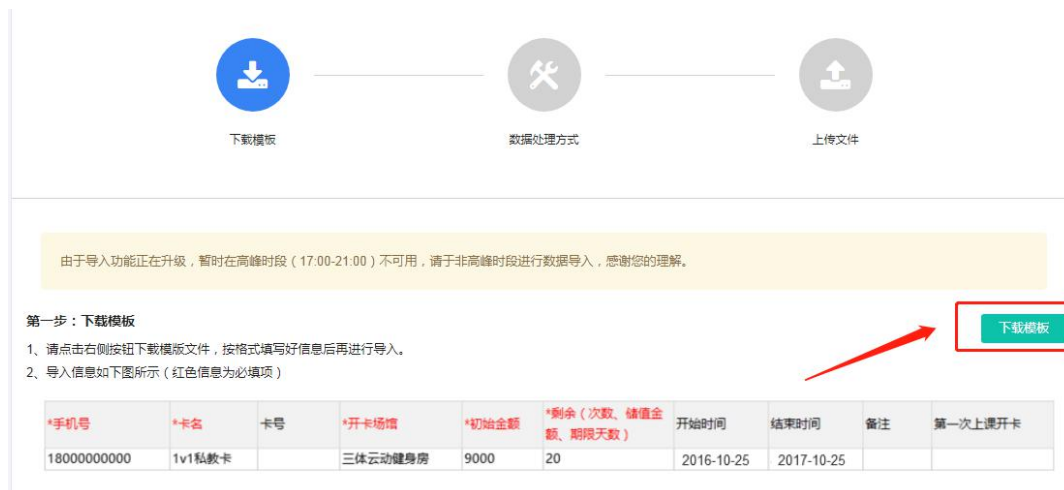 下载模板
数据处理方式
上传文件
由于导入功能正在升级，暂时在高峰时段（17:00-21:00）不可用，请于非高峰时段进行数据导入，感谢您的理解。
第一步：下载模板
下载模板
1、请点击右侧按钮下载模版文件，按格式填写好信息后再进行导入。
2、导入信息如下图所示（红色信息为必填项）
*手机号 *卡名 卡号 *开卡场馆 *初始金额 *剩余（次数、储值金额、期限天数） 开始时间 结束时间 备注 第一次上课开卡
18000000000 1v1私教卡 三体云动健身房 9000 20 2016-10-25 2017-10-25